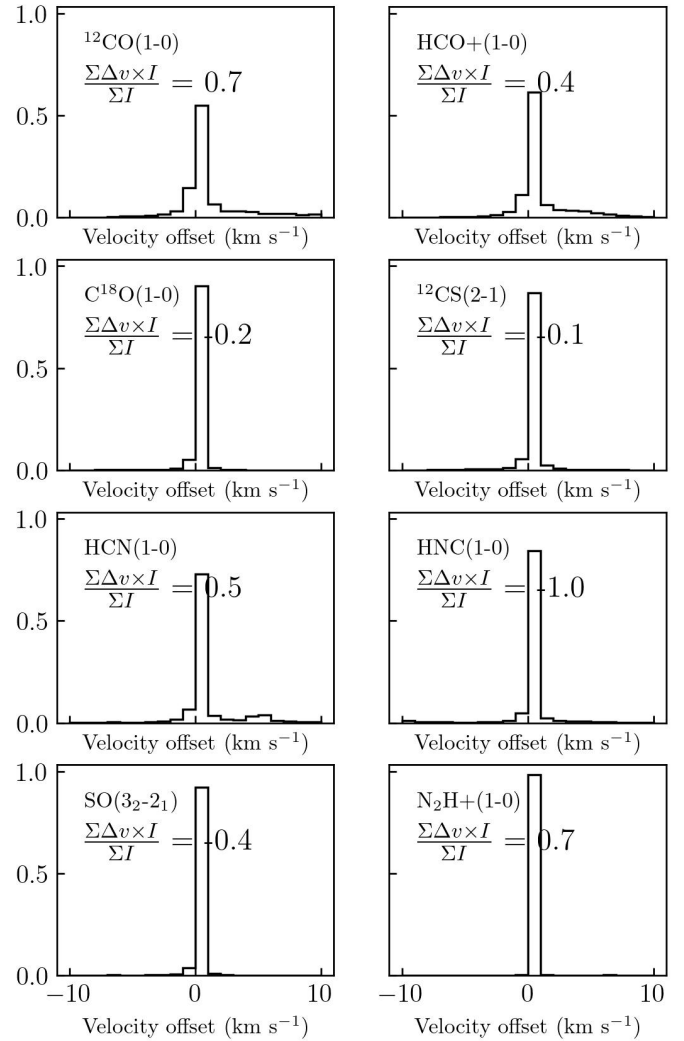 1.0
0.5
0.0
¹²CO(1-0)
ΣΔv×I
ΣI
= 0.7
Velocity offset (km s⁻¹)
HCO+(1-0)
ΣΔv×I
ΣI
= 0.4
Velocity offset (km s⁻¹)
1.0
0.5
0.0
C¹⁸O(1-0)
ΣΔv×I
ΣI
= -0.2
Velocity offset (km s⁻¹)
¹²CS(2-1)
ΣΔv×I
ΣI
= -0.1
Velocity offset (km s⁻¹)
1.0
0.5
0.0
HCN(1-0)
ΣΔv×I
ΣI
= 0.5
Velocity offset (km s⁻¹)
HNC(1-0)
ΣΔv×I
ΣI
= -1.0
Velocity offset (km s⁻¹)
1.0
0.5
0.0
SO(3₂-2₁)
ΣΔv×I
ΣI
= -0.4
−10 0 10
Velocity offset (km s⁻¹)
N₂H+(1-0)
ΣΔv×I
ΣI
= 0.7
−10 0 10
Velocity offset (km s⁻¹)